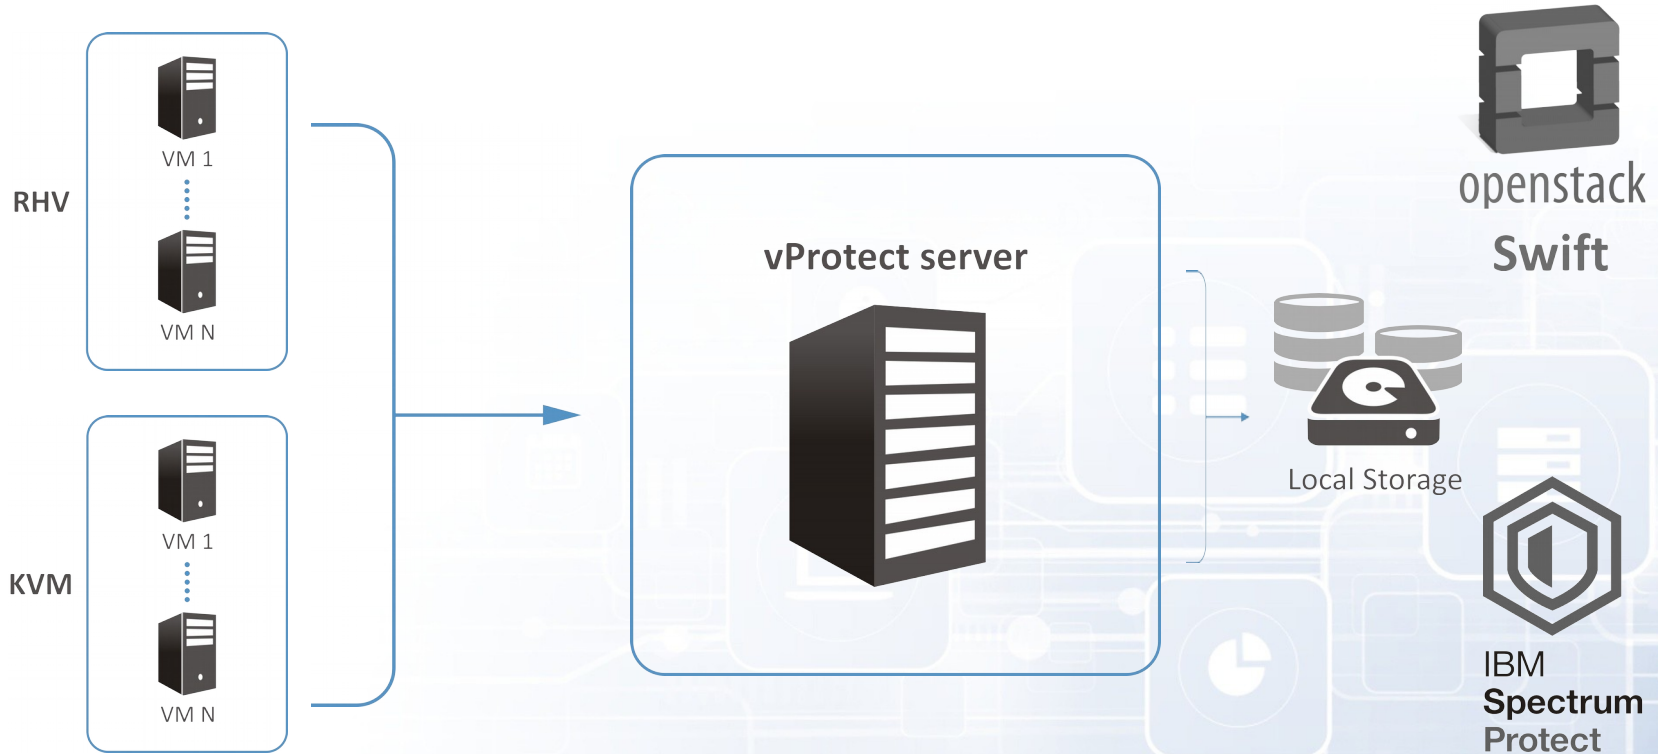 RHV
VM 1
VM N
KVM
VM 1
VM N
vProtect server
openstack
Swift
Local Storage
IBM
Spectrum
Protect